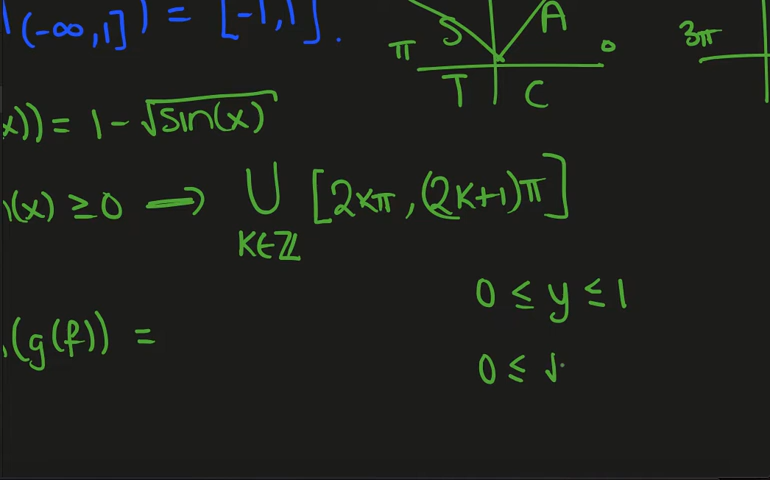 (-∞,1] ) = [-1,1].
S A
π 0 3π
T C
x)) = 1 - √sin(x)
n(x) ≥ 0 → ⋃ [2kπ, (2k+1)π]
K∈ℤ
0 ≤ y ≤ 1
(g(f)) =
0 ≤ √